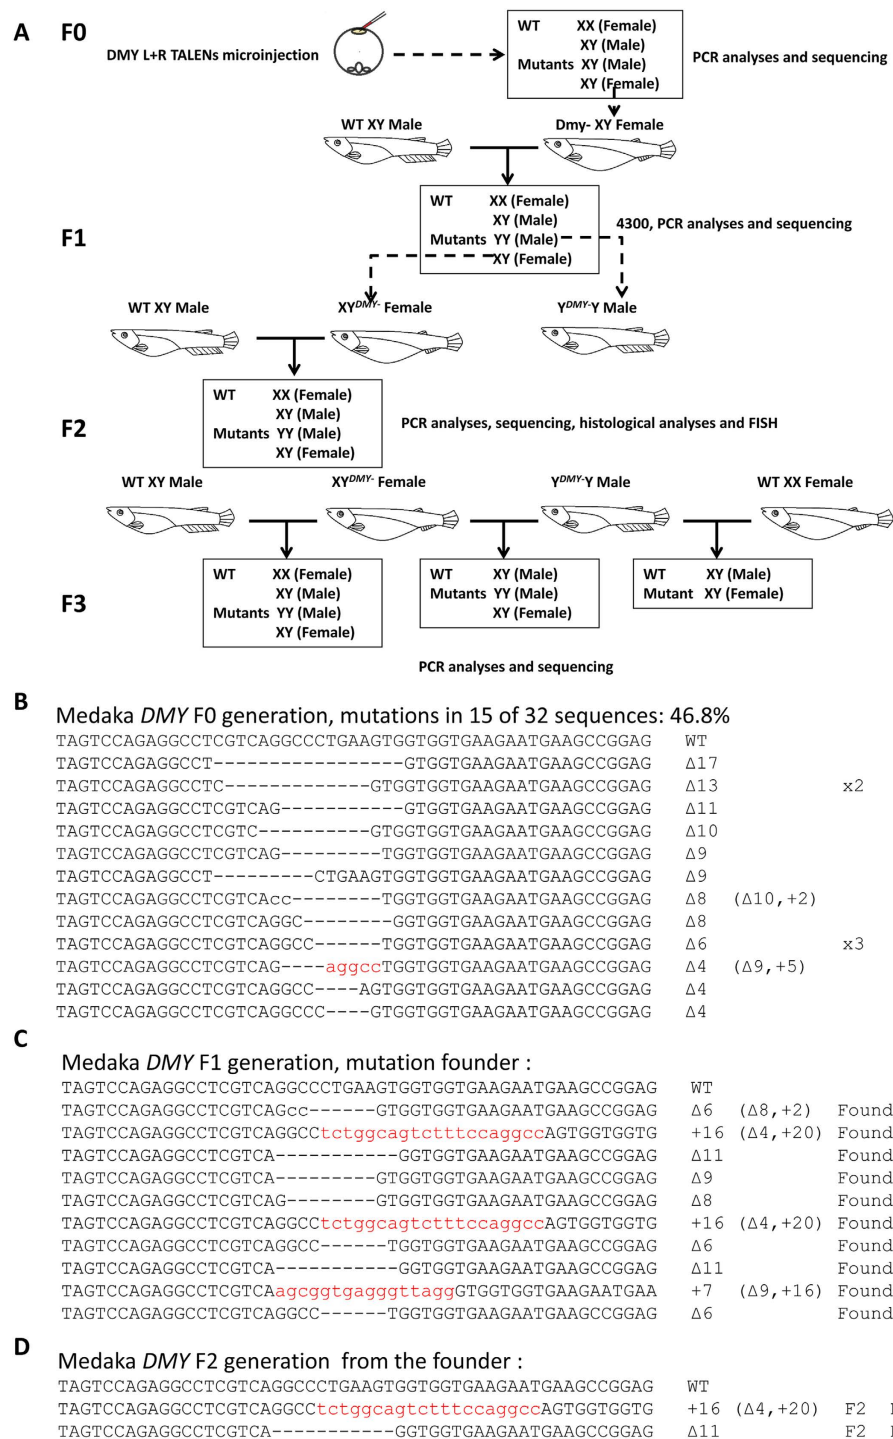 A F0
DMY L+R TALENs microinjection
WT XX (Female)
XY (Male)
Mutants XY (Male)
XY (Female)
PCR analyses and sequencing
WT XY Male Dmy- XY Female
F1
WT XX (Female)
XY (Male)
Mutants YY (Male)
XY (Female)
4300, PCR analyses and sequencing
WT XY Male XYDMY- Female YDMY-Y Male
F2
WT XX (Female)
XY (Male)
Mutants YY (Male)
XY (Female)
PCR analyses, sequencing, histological analyses and FISH
WT XY Male XYDMY- Female YDMY-Y Male WT XX Female
F3
WT XX (Female)
XY (Male)
Mutants YY (Male)
XY (Female)
WT XY (Male)
Mutants YY (Male)
XY (Female)
WT XY (Male)
Mutant XY (Female)
PCR analyses and sequencing
B
Medaka DMY F0 generation, mutations in 15 of 32 sequences: 46.8%
TAGTCCAGAGGCCTCGTCAGGCCCTGAAGTGGTGGTGAAGAATGAAGCCGGAG WT
TAGTCCAGAGGCCT-----------------GTGGTGAAGAATGAAGCCGGAG Δ17
TAGTCCAGAGGCCTC-------------GTGGTGGTGAAGAATGAAGCCGGAG Δ13 x2
TAGTCCAGAGGCCTCGTCAG-----------GTGGTGAAGAATGAAGCCGGAG Δ11
TAGTCCAGAGGCCTCGTC----------GTGGTGGTGAAGAATGAAGCCGGAG Δ10
TAGTCCAGAGGCCTCGTCAG---------TGGTGGTGAAGAATGAAGCCGGAG Δ9
TAGTCCAGAGGCCT---------CTGAAGTGGTGGTGAAGAATGAAGCCGGAG Δ9
TAGTCCAGAGGCCTCGTCAcc--------TGGTGGTGAAGAATGAAGCCGGAG Δ8 (Δ10,+2)
TAGTCCAGAGGCCTCGTCAGGC--------GGTGGTGAAGAATGAAGCCGGAG Δ8
TAGTCCAGAGGCCTCGTCAGGCC------TGGTGGTGAAGAATGAAGCCGGAG Δ6 x3
TAGTCCAGAGGCCTCGTCAG----aggccTGGTGGTGAAGAATGAAGCCGGAG Δ4 (Δ9,+5)
TAGTCCAGAGGCCTCGTCAGGCC----AGTGGTGGTGAAGAATGAAGCCGGAG Δ4
TAGTCCAGAGGCCTCGTCAGGCCC----GTGGTGGTGAAGAATGAAGCCGGAG Δ4
C
Medaka DMY F1 generation, mutation founder :
TAGTCCAGAGGCCTCGTCAGGCCCTGAAGTGGTGGTGAAGAATGAAGCCGGAG WT
TAGTCCAGAGGCCTCGTCAGcc------GTGGTGGTGAAGAATGAAGCCGGAG Δ6 (Δ8,+2) Found
TAGTCCAGAGGCCTCGTCAGGCCtctggcagtctttccaggccAGTGGTGGTG +16 (Δ4,+20) Found
TAGTCCAGAGGCCTCGTCA-----------GGTGGTGAAGAATGAAGCCGGAG Δ11 Found
TAGTCCAGAGGCCTCGTCA---------GTGGTGGTGAAGAATGAAGCCGGAG Δ9 Found
TAGTCCAGAGGCCTCGTCAG--------GTGGTGGTGAAGAATGAAGCCGGAG Δ8 Found
TAGTCCAGAGGCCTCGTCAGGCCtctggcagtctttccaggccAGTGGTGGTG +16 (Δ4,+20) Found
TAGTCCAGAGGCCTCGTCAGGCC------TGGTGGTGAAGAATGAAGCCGGAG Δ6 Found
TAGTCCAGAGGCCTCGTCA-----------GGTGGTGAAGAATGAAGCCGGAG Δ11 Found
TAGTCCAGAGGCCTCGTCAagcggtgagggttaggGTGGTGGTGAAGAATGAA +7 (Δ9,+16) Found
TAGTCCAGAGGCCTCGTCAGGCC------TGGTGGTGAAGAATGAAGCCGGAG Δ6 Found
D
Medaka DMY F2 generation from the founder :
TAGTCCAGAGGCCTCGTCAGGCCCTGAAGTGGTGGTGAAGAATGAAGCCGGAG WT
TAGTCCAGAGGCCTCGTCAGGCCtctggcagtctttccaggccAGTGGTGGTG +16 (Δ4,+20) F2
TAGTCCAGAGGCCTCGTCA-----------GGTGGTGAAGAATGAAGCCGGAG Δ11 F2